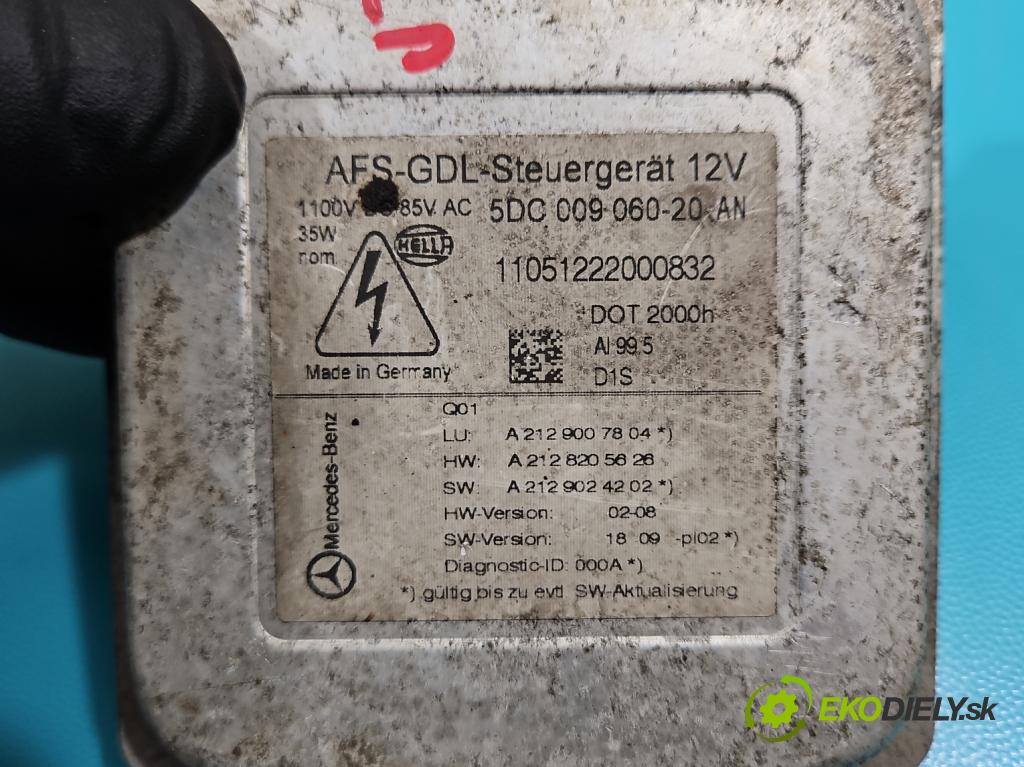 AFS-GDL-Steuergerät 12V
1100V 85V AC 5DC 009 060-20 AN
35W
nom.
HELLA
11051222000832
DOT 2000h
Al 99.5
D1S
Made in Germany
Mercedes-Benz
Q01
LU: A 212 900 78 04 *)
HW: A 212 820 56 26
SW: A 212 902 42 02 *)
HW-Version: 02-08
SW-Version: 18 09 -pl02 *)
Diagnostic-ID: 000A *)
*) gültig bis zu evtl SW-Aktualisierung
EKODIELY.sk